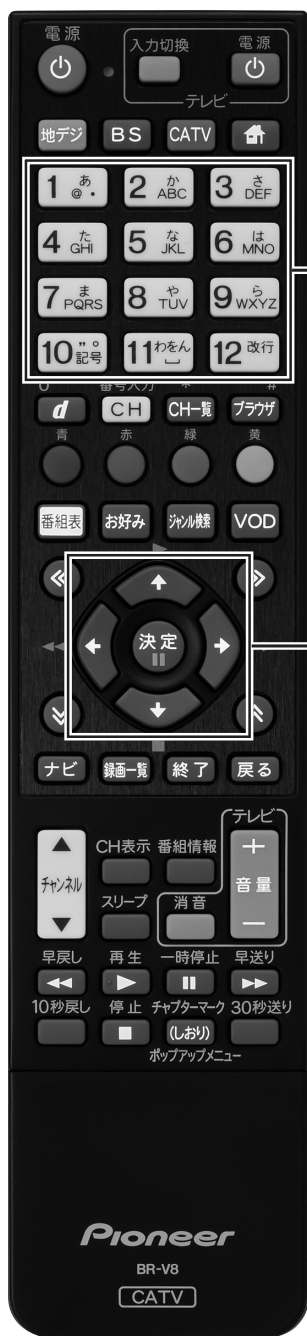 電源
入力切換 電源
テレビ
地デジ BS CATV
1 @ あ. 2 か ABC 3 さ DEF
4 た GHI 5 な JKL 6 は MNO
7 ま PQRS 8 や TUV 9 ら WXYZ
10 ゛゜ 記号 11 わをん 12 改行
番号入力 * #
d CH CH一覧 ブラウザ
青 赤 緑 黄
番組表 お好み ジャンル検索 VOD
決定
ナビ 録画一覧 終了 戻る
テレビ
チャンネル CH表示 番組情報 + 音量 −
スリープ 消音
早戻し 再生 一時停止 早送り
10秒戻し 停止 チャプターマーク 30秒送り
(しおり)
ポップアップメニュー
Pioneer
BR-V8
CATV